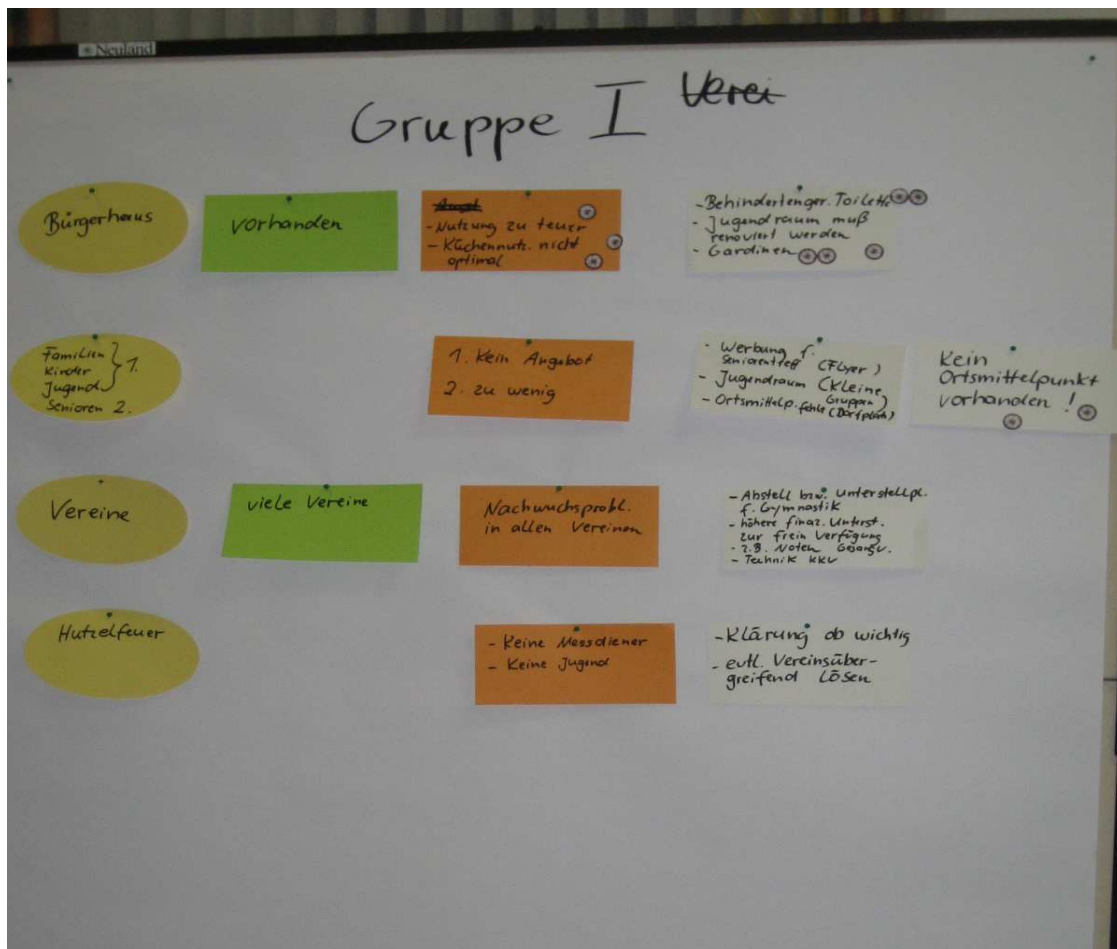 Neuland
Gruppe I Verei
Bürgerhaus
vorhanden
- Nutzung zu teuer
- Küchennutz. nicht
optimal
- Behindertenger. Toilette
- Jugendraum muß
renoviert werden
- Gardinen
Familien
Kinder } 1.
Jugend
Senioren 2.
1. Kein Angebot
2. zu wenig
- Werbung f.
Seniorentreff (Flyer)
- Jugendraum (Kleine
Gruppen)
- Ortsmittelp. fehlt (Dorfplatz)
Kein
Ortsmittelpunkt
vorhanden !
Vereine
viele Vereine
Nachwuchsprobl.
in allen Vereinen
- Abstell bzw. Unterstellpl.
f. Gymnastik
- höhere finaz. Unterst.
zur frein Verfügung
- z.B. Noten Gesangv.
- Technik KKV
Hutzelfeuer
- Keine Messdiener
- Keine Jugend
- Klärung ob wichtig
- evtl. Vereinsüber-
greifend Lösen